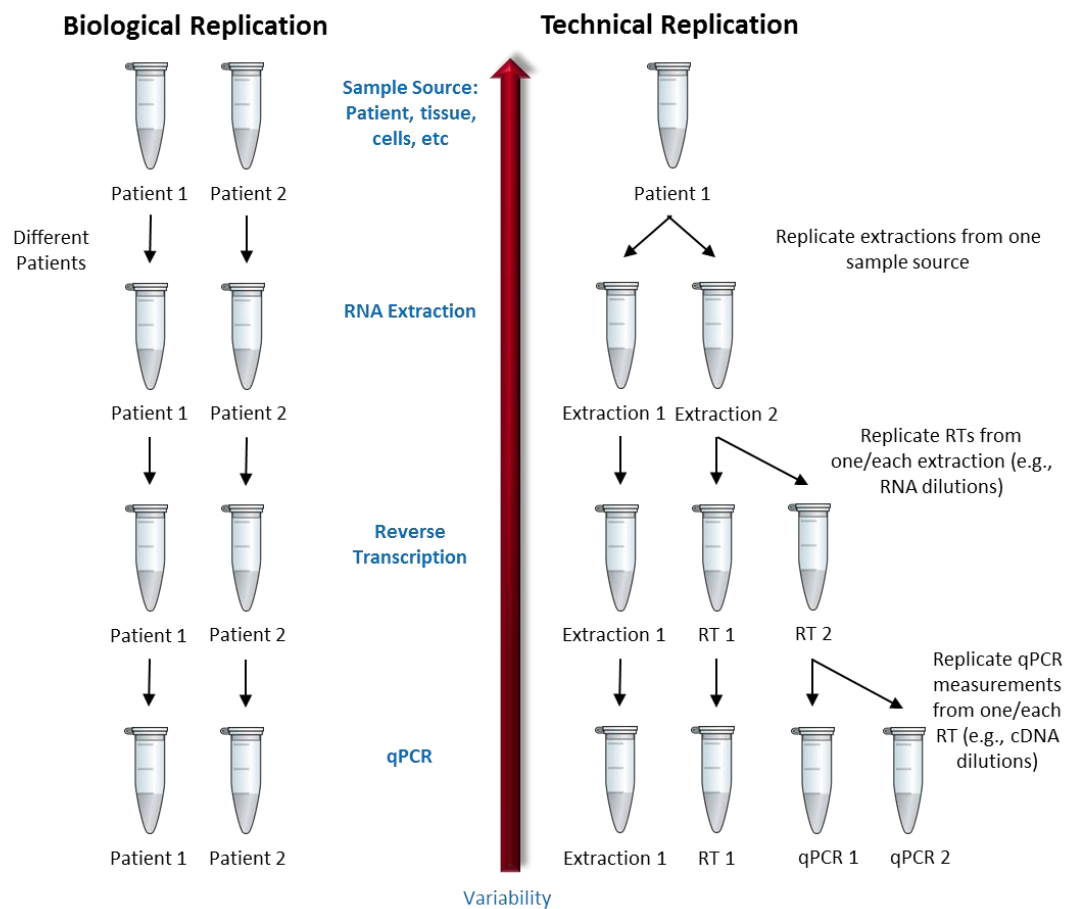 Biological Replication
Technical Replication
Sample Source:
Patient, tissue,
cells, etc
Patient 1
Patient 2
Patient 1
Different
Patients
Replicate extractions from one
sample source
RNA Extraction
Patient 1
Patient 2
Extraction 1
Extraction 2
Replicate RTs from
one/each extraction (e.g.,
RNA dilutions)
Reverse
Transcription
Patient 1
Patient 2
Extraction 1
RT 1
RT 2
Replicate qPCR
measurements
from one/each
RT (e.g., cDNA
dilutions)
qPCR
Patient 1
Patient 2
Extraction 1
RT 1
qPCR 1
qPCR 2
Variability